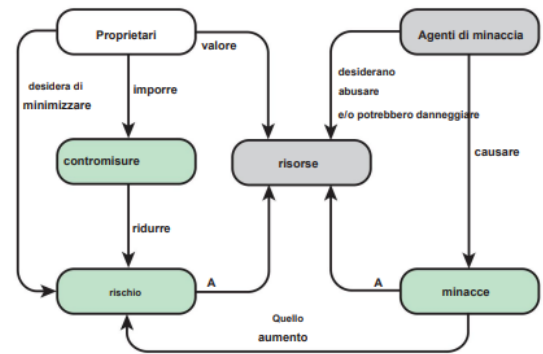 Proprietari
valore
Agenti di minaccia
desidera di
minimizzare
imporre
desiderano
abusare
e/o potrebbero danneggiare
contromisure
risorse
causare
ridurre
rischio
A
A
minacce
Quello
aumento